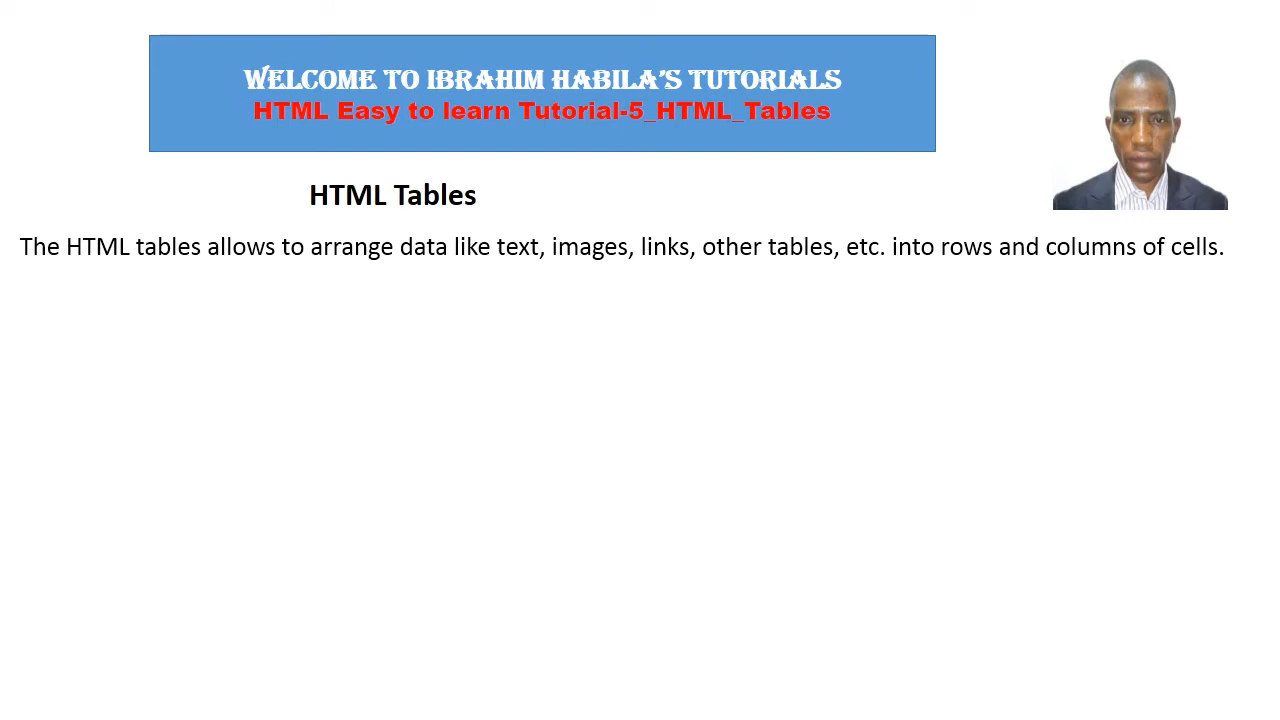 WELCOME TO IBRAHIM HABILA'S TUTORIALS
HTML Easy to learn Tutorial-5_HTML_Tables
HTML Tables
The HTML tables allows to arrange data like text, images, links, other tables, etc. into rows and columns of cells.